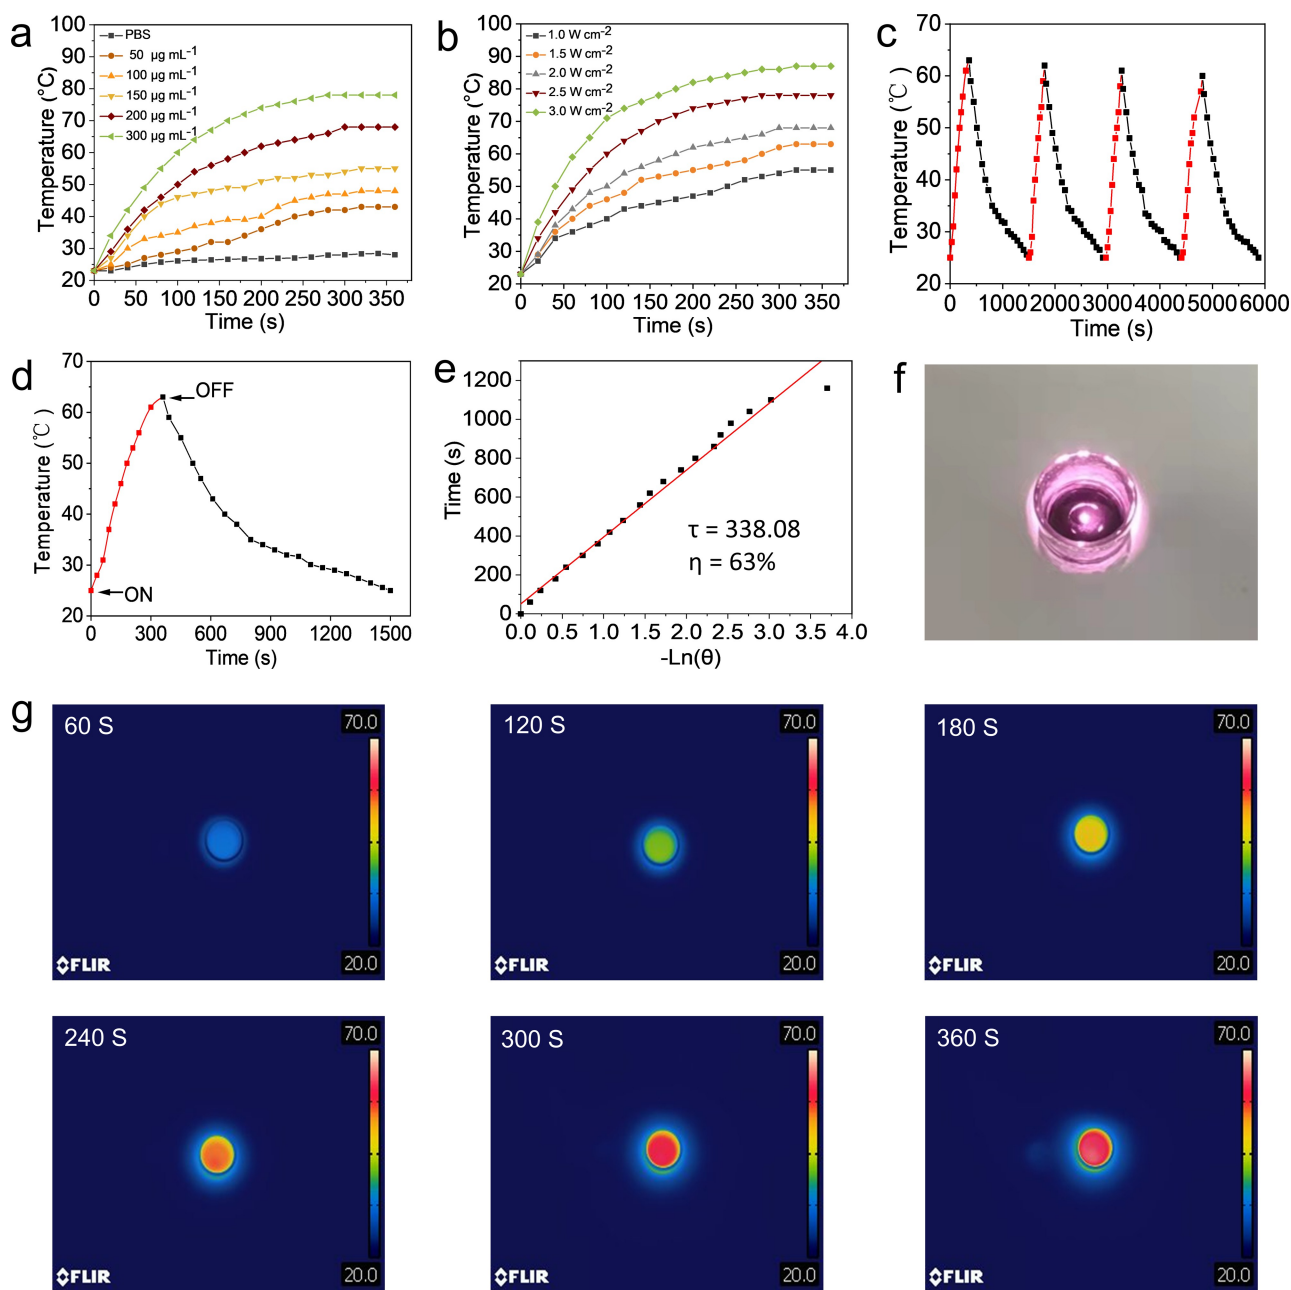 a
100
90
80
70
60
50
40
30
20
0 50 100 150 200 250 300 350
Temperature (°C)
Time (s)
PBS
50 µg mL-1
100 µg mL-1
150 µg mL-1
200 µg mL-1
300 µg mL-1
b
100
90
80
70
60
50
40
30
20
0 50 100 150 200 250 300 350
Temperature (°C)
Time (s)
1.0 W cm-2
1.5 W cm-2
2.0 W cm-2
2.5 W cm-2
3.0 W cm-2
c
70
60
50
40
30
20
0 1000 2000 3000 4000 5000 6000
Temperature (℃)
Time (s)
d
70
60
50
40
30
20
0 300 600 900 1200 1500
Temperature (℃)
Time (s)
OFF
ON
e
1200
1000
800
600
400
200
0
0.0 0.5 1.0 1.5 2.0 2.5 3.0 3.5 4.0
Time (s)
-Ln(θ)
τ = 338.08
η = 63%
f
g
60 S
70.0
20.0
FLIR
120 S
70.0
20.0
FLIR
180 S
70.0
20.0
FLIR
240 S
70.0
20.0
FLIR
300 S
70.0
20.0
FLIR
360 S
70.0
20.0
FLIR